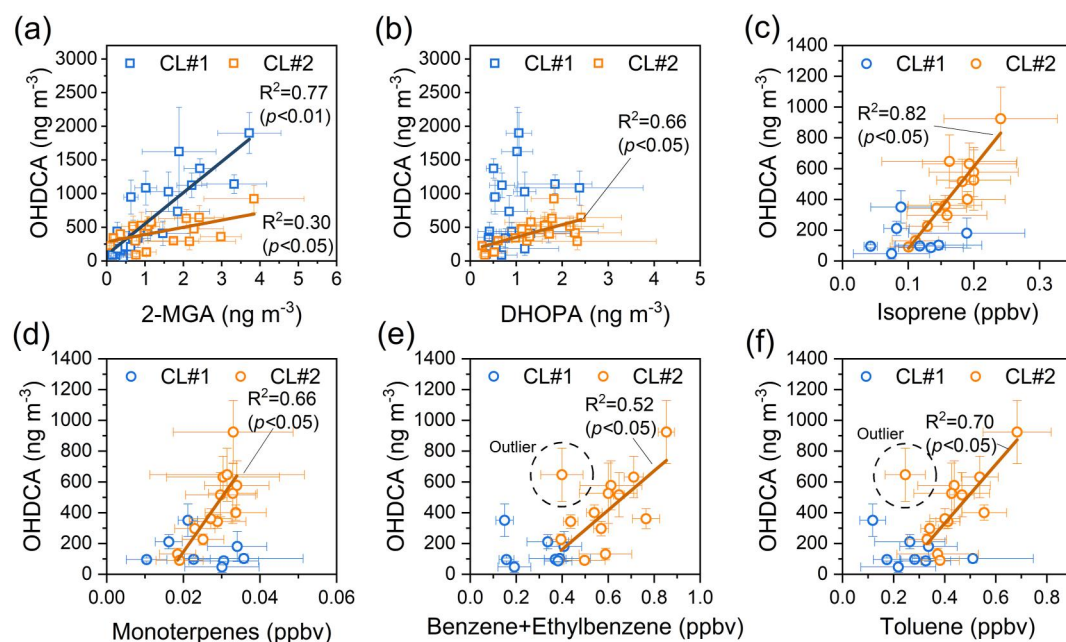 (a)
3000
2500
2000
1500
1000
500
0
OHDCA (ng m⁻³)
CL#1 CL#2
R²=0.77
(p<0.01)
R²=0.30
(p<0.05)
0 1 2 3 4 5 6
2-MGA (ng m⁻³)
(b)
3000
2500
2000
1500
1000
500
0
OHDCA (ng m⁻³)
CL#1 CL#2
R²=0.66
(p<0.05)
0 1 2 3 4 5
DHOPA (ng m⁻³)
(c)
1400
1200
1000
800
600
400
200
0
OHDCA (ng m⁻³)
CL#1 CL#2
R²=0.82
(p<0.05)
0.0 0.1 0.2 0.3
Isoprene (ppbv)
(d)
1400
1200
1000
800
600
400
200
0
OHDCA (ng m⁻³)
CL#1 CL#2
R²=0.66
(p<0.05)
0.00 0.02 0.04 0.06
Monoterpenes (ppbv)
(e)
1400
1200
1000
800
600
400
200
0
OHDCA (ng m⁻³)
CL#1 CL#2
R²=0.52
(p<0.05)
Outlier
0.0 0.2 0.4 0.6 0.8 1.0
Benzene+Ethylbenzene (ppbv)
(f)
1400
1200
1000
800
600
400
200
0
OHDCA (ng m⁻³)
CL#1 CL#2
R²=0.70
(p<0.05)
Outlier
0.0 0.2 0.4 0.6 0.8
Toluene (ppbv)